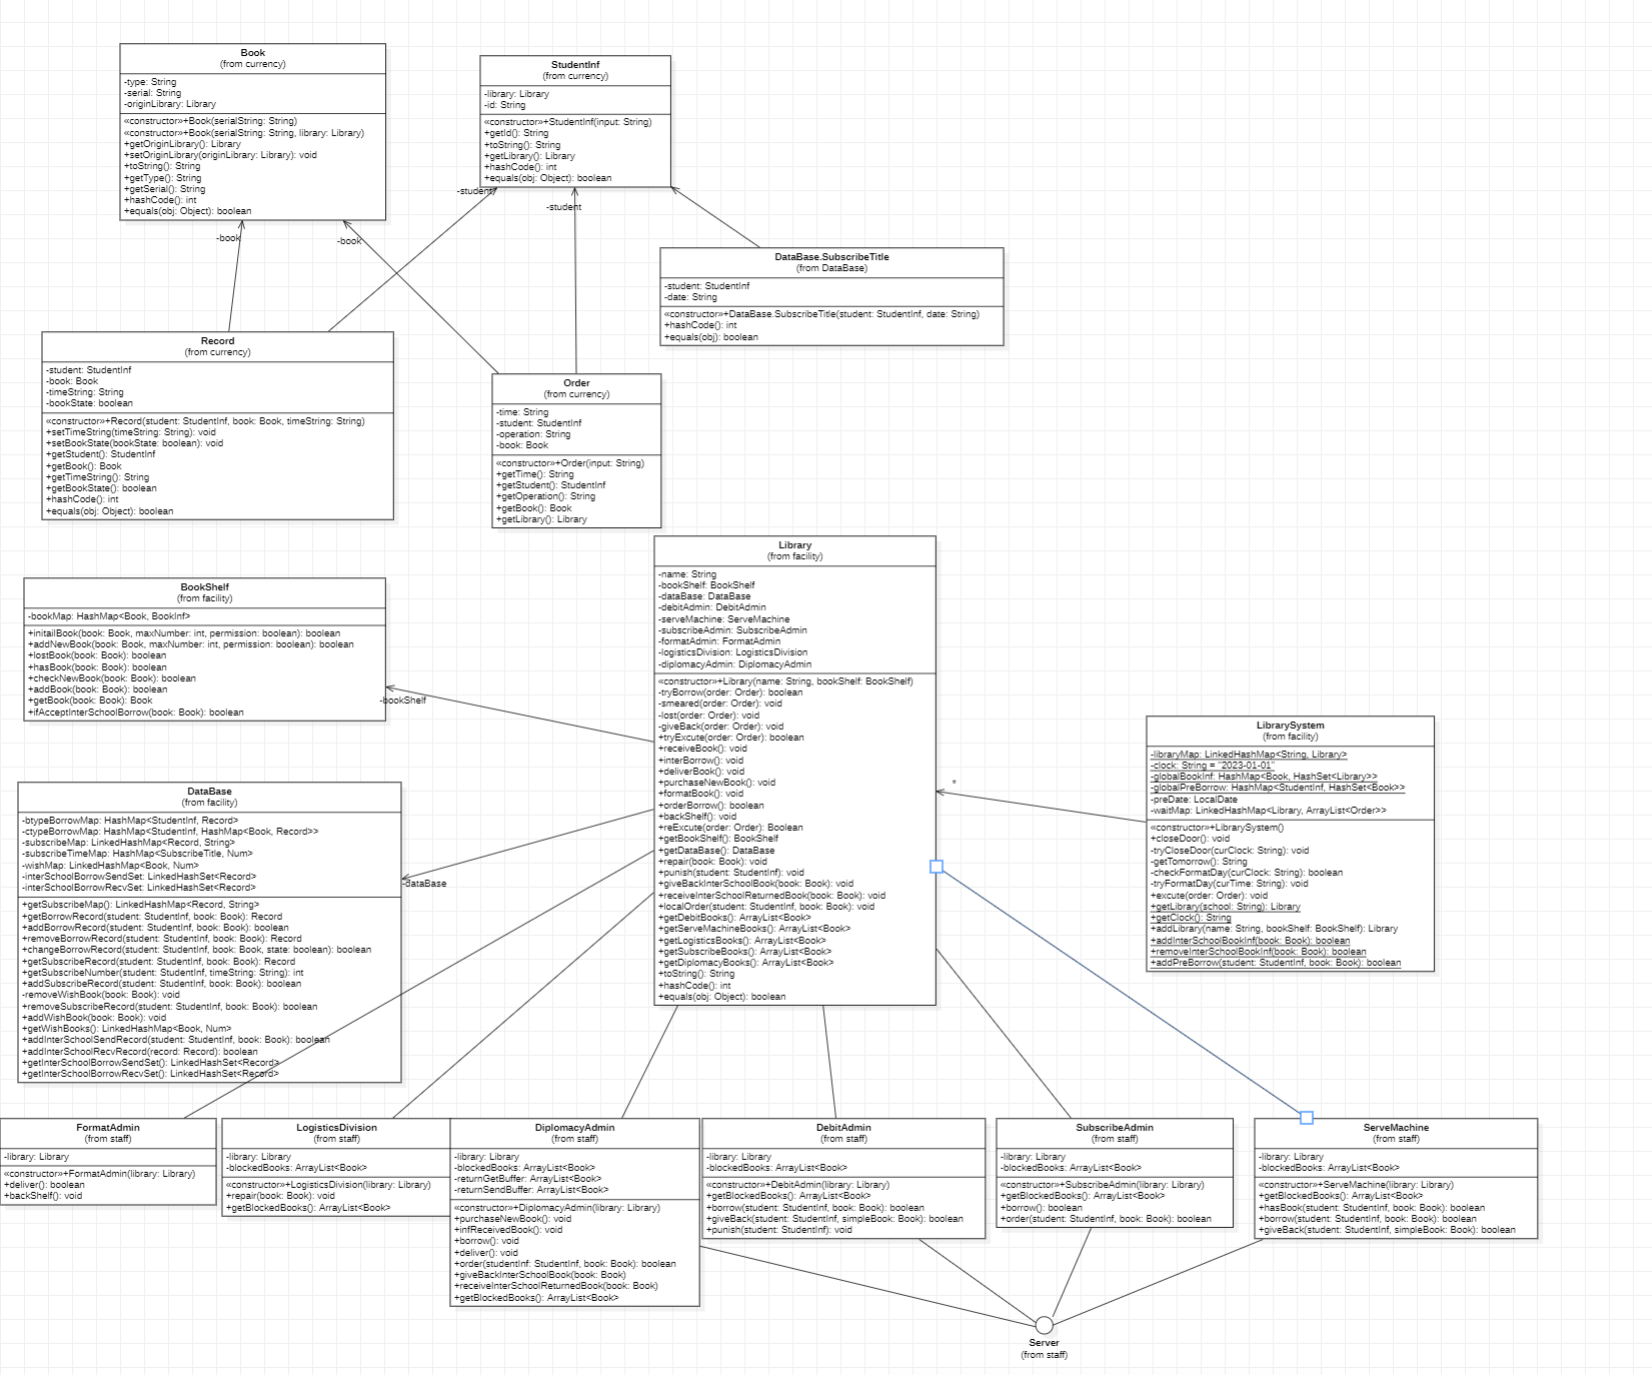 Book
(from currency)
-type: String
-serial: String
-originLibrary: Library
«constructor»+Book(serialString: String)
«constructor»+Book(serialString: String, library: Library)
+getOriginLibrary(): Library
+setOriginLibrary(originLibrary: Library): void
+toString(): String
+getType(): String
+getSerial(): String
+hashCode(): int
+equals(obj: Object): boolean
StudentInf
(from currency)
-library: Library
-id: String
«constructor»+StudentInf(input: String)
+getId(): String
+toString(): String
+getLibrary(): Library
+hashCode(): int
+equals(obj: Object): boolean
-student
-student
-book
-book
DataBase.SubscribeTitle
(from DataBase)
-student: StudentInf
-date: String
«constructor»+DataBase.SubscribeTitle(student: StudentInf, date: String)
+hashCode(): int
+equals(obj): boolean
Record
(from currency)
-student: StudentInf
-book: Book
-timeString: String
-bookState: boolean
«constructor»+Record(student: StudentInf, book: Book, timeString: String)
+setTimeString(timeString: String): void
+setBookState(bookState: boolean): void
+getStudent(): StudentInf
+getBook(): Book
+getTimeString(): String
+getBookState(): boolean
+hashCode(): int
+equals(obj: Object): boolean
Order
(from currency)
-time: String
-student: StudentInf
-operation: String
-book: Book
«constructor»+Order(input: String)
+getTime(): String
+getStudent(): StudentInf
+getOperation(): String
+getBook(): Book
+getLibrary(): Library
BookShelf
(from facility)
-bookMap: HashMap<Book, BookInf>
+initailBook(book: Book, maxNumber: int, permission: boolean): boolean
+addNewBook(book: Book, maxNumber: int, permission: boolean): boolean
+lostBook(book: Book): boolean
+hasBook(book: Book): boolean
+checkNewBook(book: Book): boolean
+addBook(book: Book): boolean
+getBook(book: Book): Book
+ifAcceptInterSchoolBorrow(book: Book): boolean
-bookShelf
Library
(from facility)
-name: String
-bookShelf: BookShelf
-dataBase: DataBase
-debitAdmin: DebitAdmin
-serveMachine: ServeMachine
-subscribeAdmin: SubscribeAdmin
-formatAdmin: FormatAdmin
-logisticsDivision: LogisticsDivision
-diplomacyAdmin: DiplomacyAdmin
«constructor»+Library(name: String, bookShelf: BookShelf)
-tryBorrow(order: Order): boolean
-smeared(order: Order): void
-lost(order: Order): void
-giveBack(order: Order): void
+tryExcute(order: Order): boolean
+receiveBook(): void
+interBorrow(): void
+deliverBook(): void
+purchaseNewBook(): void
+formatBook(): void
+orderBorrow(): boolean
+backShelf(): void
+reExcute(order: Order): Boolean
+getBookShelf(): BookShelf
+getDataBase(): DataBase
+repair(book: Book): void
+punish(student: StudentInf): void
+giveBackInterSchoolBook(book: Book): void
+receiveInterSchoolReturnedBook(book: Book): void
+localOrder(student: StudentInf, book: Book): void
+getDebitBooks(): ArrayList<Book>
+getServeMachineBooks(): ArrayList<Book>
+getLogisticsBooks(): ArrayList<Book>
+getSubscribeBooks(): ArrayList<Book>
+getDiplomacyBooks(): ArrayList<Book>
+toString(): String
+hashCode(): int
+equals(obj: Object): boolean
*
LibrarySystem
(from facility)
-libraryMap: LinkedHashMap<String, Library>
-clock: String = "2023-01-01"
-globalBookInf: HashMap<Book, HashSet<Library>>
-globalPreBorrow: HashMap<StudentInf, HashSet<Book>>
-preDate: LocalDate
-waitMap: LinkedHashMap<Library, ArrayList<Order>>
«constructor»+LibrarySystem()
+closeDoor(): void
-tryCloseDoor(curClock: String): void
-getTomorrow(): String
-checkFormatDay(curClock: String): boolean
-tryFormatDay(curTime: String): void
+excute(order: Order): void
+getLibrary(school: String): Library
+getClock(): String
+addLibrary(name: String, bookShelf: BookShelf): Library
+addInterSchoolBookInf(book: Book): boolean
+removeInterSchoolBookInf(book: Book): boolean
+addPreBorrow(student: StudentInf, book: Book): boolean
DataBase
(from facility)
-btypeBorrowMap: HashMap<StudentInf, Record>
-ctypeBorrowMap: HashMap<StudentInf, HashMap<Book, Record>>
-subscribeMap: LinkedHashMap<Record, String>
-subscribeTimeMap: HashMap<SubscribeTitle, Num>
-wishMap: LinkedHashMap<Book, Num>
-interSchoolBorrowSendSet: LinkedHashSet<Record>
-interSchoolBorrowRecvSet: LinkedHashSet<Record>
+getSubscribeMap(): LinkedHashMap<Record, String>
+getBorrowRecord(student: StudentInf, book: Book): Record
+addBorrowRecord(student: StudentInf, book: Book): boolean
+removeBorrowRecord(student: StudentInf, book: Book): Record
+changeBorrowRecord(student: StudentInf, book: Book, state: boolean): boolean
+getSubscribeRecord(student: StudentInf, book: Book): Record
+getSubscribeNumber(student: StudentInf, timeString: String): int
+addSubscribeRecord(student: StudentInf, book: Book): boolean
-removeWishBook(book: Book): void
+removeSubscribeRecord(student: StudentInf, book: Book): boolean
+addWishBook(book: Book): void
+getWishBooks(): LinkedHashMap<Book, Num>
+addInterSchoolSendRecord(student: StudentInf, book: Book): boolean
+addInterSchoolRecvRecord(record: Record): boolean
+getInterSchoolBorrowSendSet(): LinkedHashSet<Record>
+getInterSchoolBorrowRecvSet(): LinkedHashSet<Record>
-dataBase
FormatAdmin
(from staff)
-library: Library
«constructor»+FormatAdmin(library: Library)
+deliver(): boolean
+backShelf(): void
LogisticsDivision
(from staff)
-library: Library
-blockedBooks: ArrayList<Book>
«constructor»+LogisticsDivision(library: Library)
+repair(book: Book): void
+getBlockedBooks(): ArrayList<Book>
DiplomacyAdmin
(from staff)
-library: Library
-blockedBooks: ArrayList<Book>
-returnGetBuffer: ArrayList<Book>
-returnSendBuffer: ArrayList<Book>
«constructor»+DiplomacyAdmin(library: Library)
+purchaseNewBook(): void
+infReceivedBook(): void
+borrow(): void
+deliver(): void
+order(studentInf: StudentInf, book: Book): boolean
+giveBackInterSchoolBook(book: Book)
+receiveInterSchoolReturnedBook(book: Book)
+getBlockedBooks(): ArrayList<Book>
DebitAdmin
(from staff)
-library: Library
-blockedBooks: ArrayList<Book>
«constructor»+DebitAdmin(library: Library)
+getBlockedBooks(): ArrayList<Book>
+borrow(student: StudentInf, book: Book): boolean
+giveBack(student: StudentInf, simpleBook: Book): boolean
+punish(student: StudentInf): void
SubscribeAdmin
(from staff)
-library: Library
-blockedBooks: ArrayList<Book>
«constructor»+SubscribeAdmin(library: Library)
+getBlockedBooks(): ArrayList<Book>
+borrow(): boolean
+order(student: StudentInf, book: Book): boolean
ServeMachine
(from staff)
-library: Library
-blockedBooks: ArrayList<Book>
«constructor»+ServeMachine(library: Library)
+getBlockedBooks(): ArrayList<Book>
+hasBook(student: StudentInf, book: Book): boolean
+borrow(student: StudentInf, book: Book): boolean
+giveBack(student: StudentInf, simpleBook: Book): boolean
Server
(from staff)